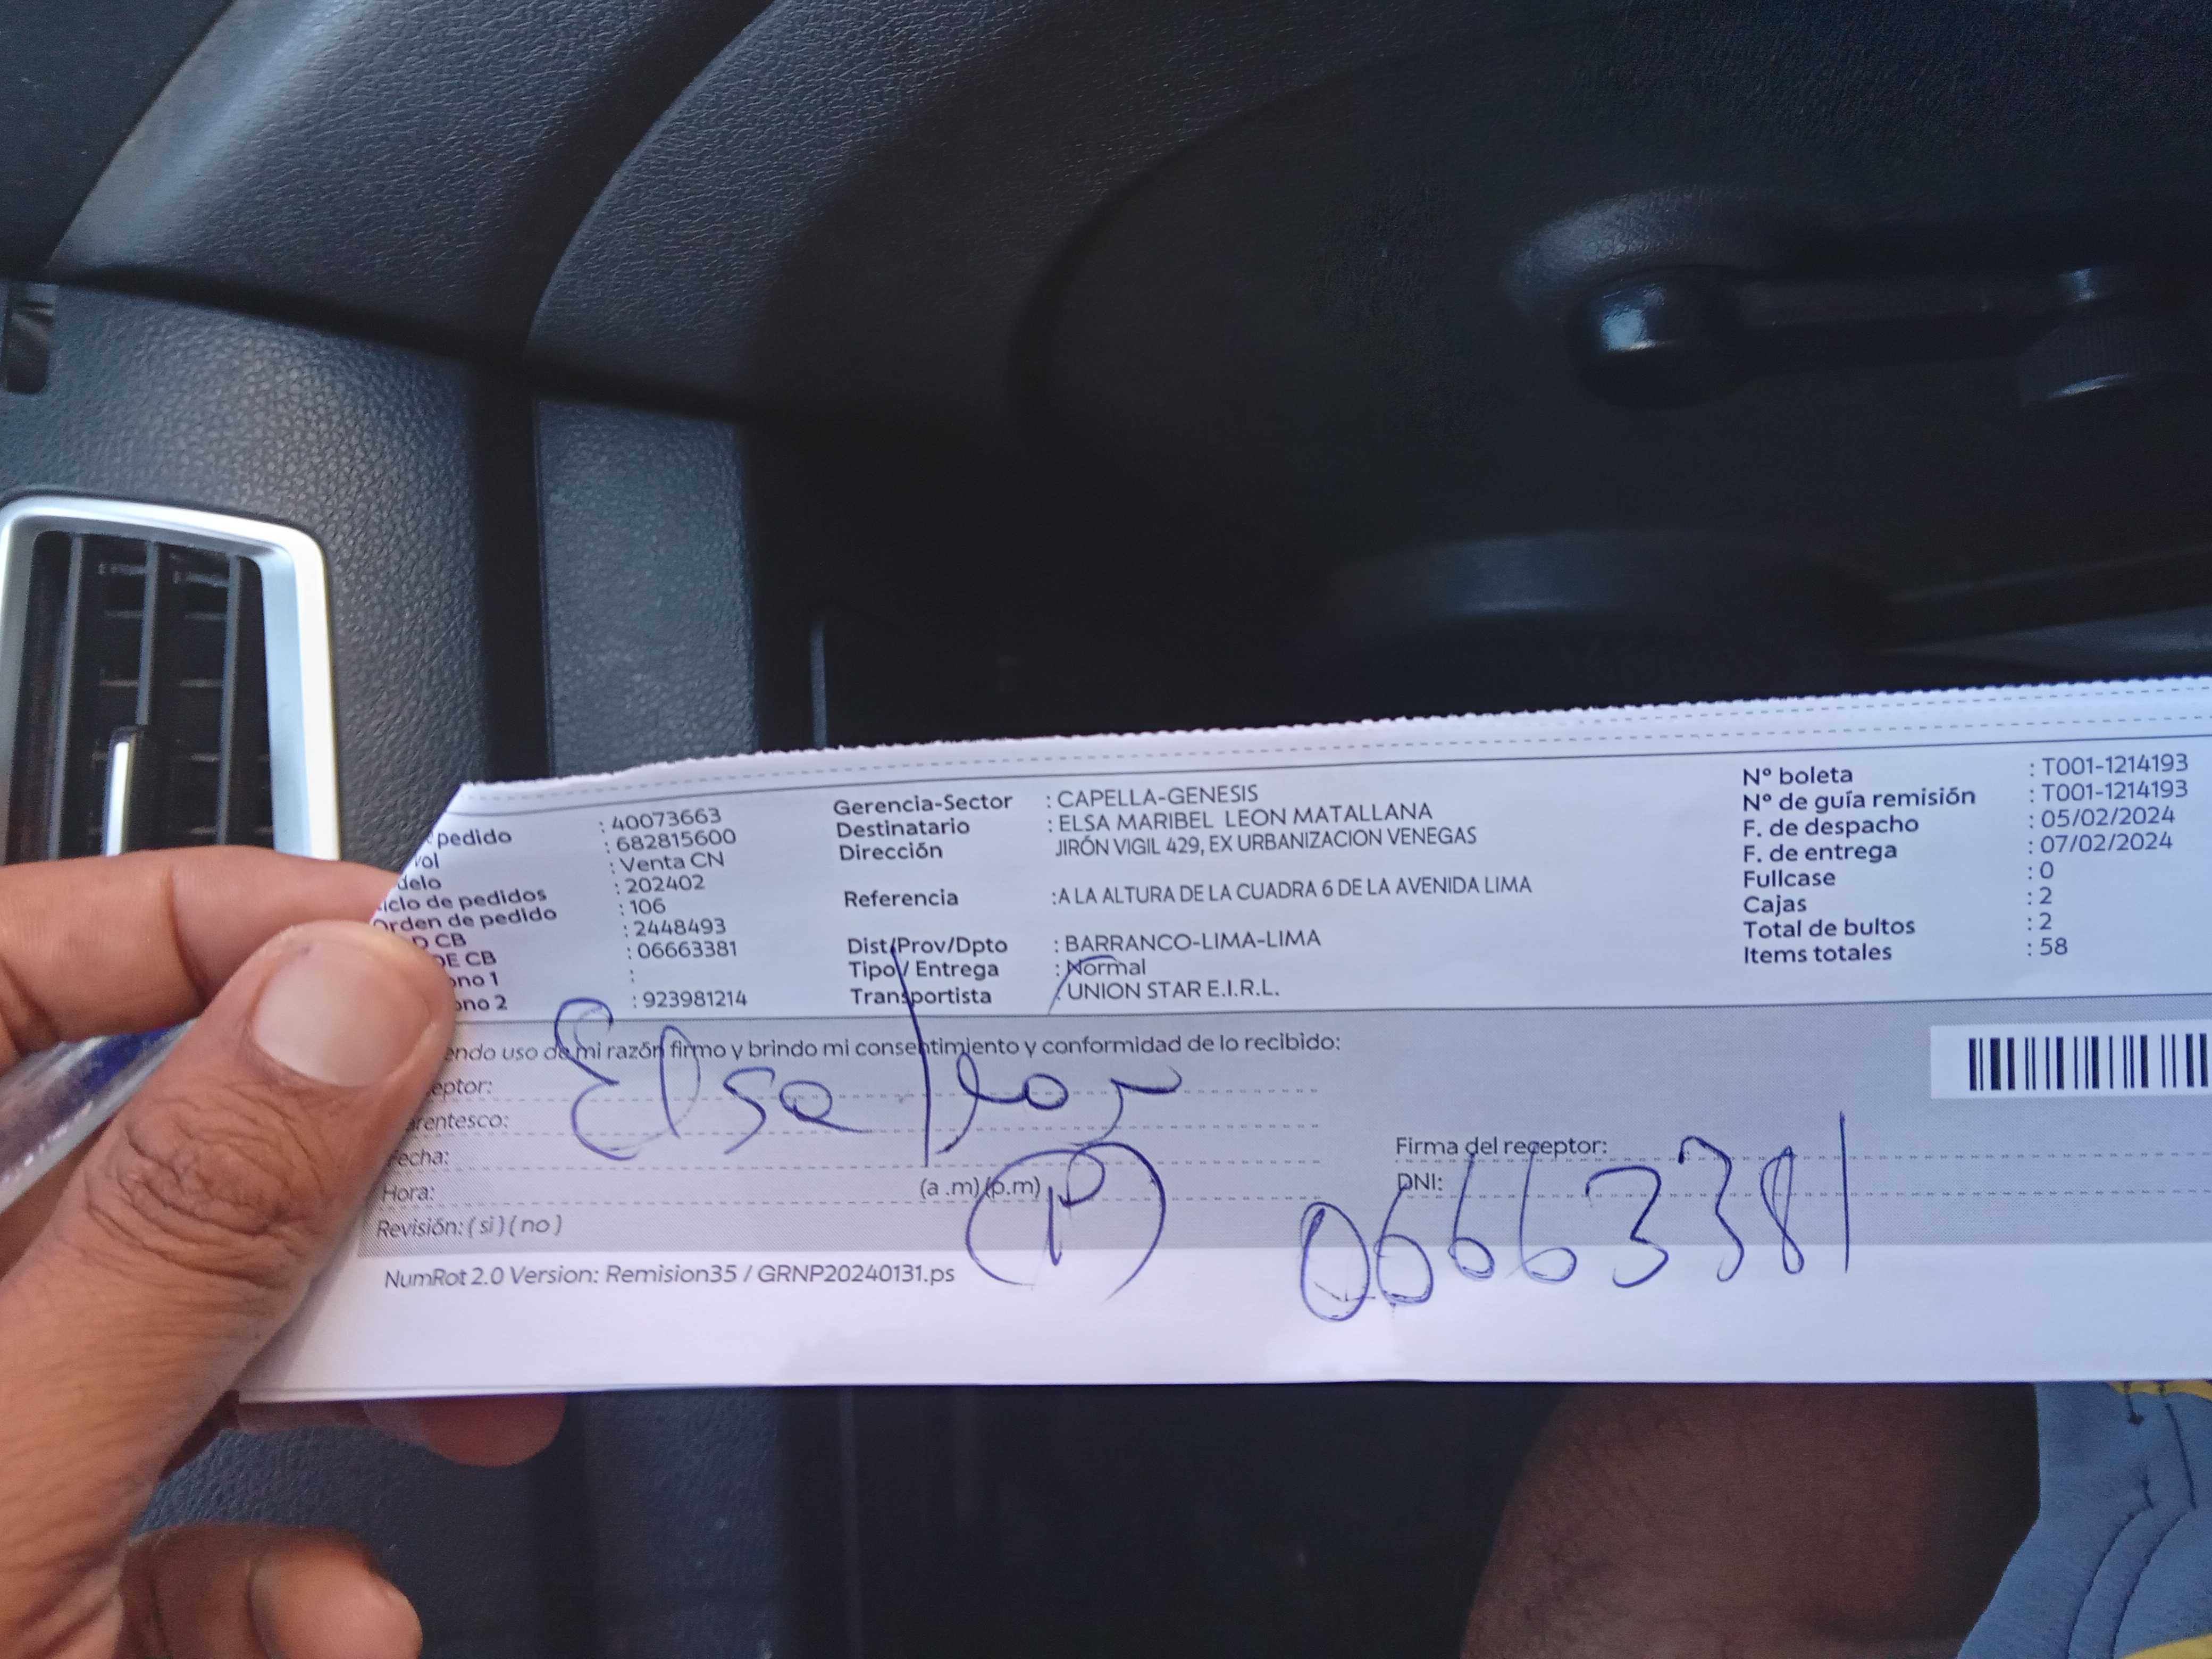 pedido : 40073663
: 682815600
: Venta CN
de pedidos : 202402
Orden de pedido : 106
CB : 2448493
CB : 06663381
1 :
2 : 923981214
Gerencia-Sector : CAPELLA-GENESIS
Destinatario : ELSA MARIBEL LEON MATALLANA
Dirección JIRÓN VIGIL 429, EX URBANIZACION VENEGAS
Referencia :A LA ALTURA DE LA CUADRA 6 DE LA AVENIDA LIMA
Dist/Prov/Dpto : BARRANCO-LIMA-LIMA
Tipo / Entrega : Normal
Transportista : UNION STAR E.I.R.L.
N° boleta : T001-1214193
N° de guía remisión : T001-1214193
F. de despacho : 05/02/2024
F. de entrega : 07/02/2024
Fullcase : 0
Cajas : 2
Total de bultos : 2
Items totales : 58
endo uso de mi razón firmo y brindo mi consentimiento y conformidad de lo recibido:
eptor: Elsa leon
arentesco:
Fecha:
Hora: (a .m)/(p.m)
(P)
Revisión: ( si ) ( no )
Firma del receptor:
DNI: 06663381
NumRot 2.0 Version: Remision35 / GRNP20240131.ps